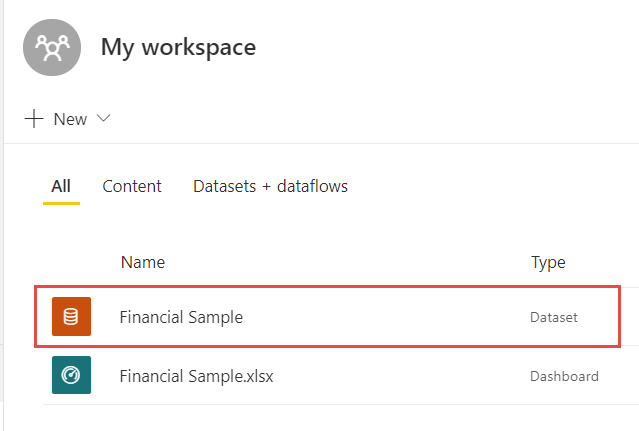 My workspace
New
All Content Datasets + dataflows
Name Type
Financial Sample Dataset
Financial Sample.xlsx Dashboard